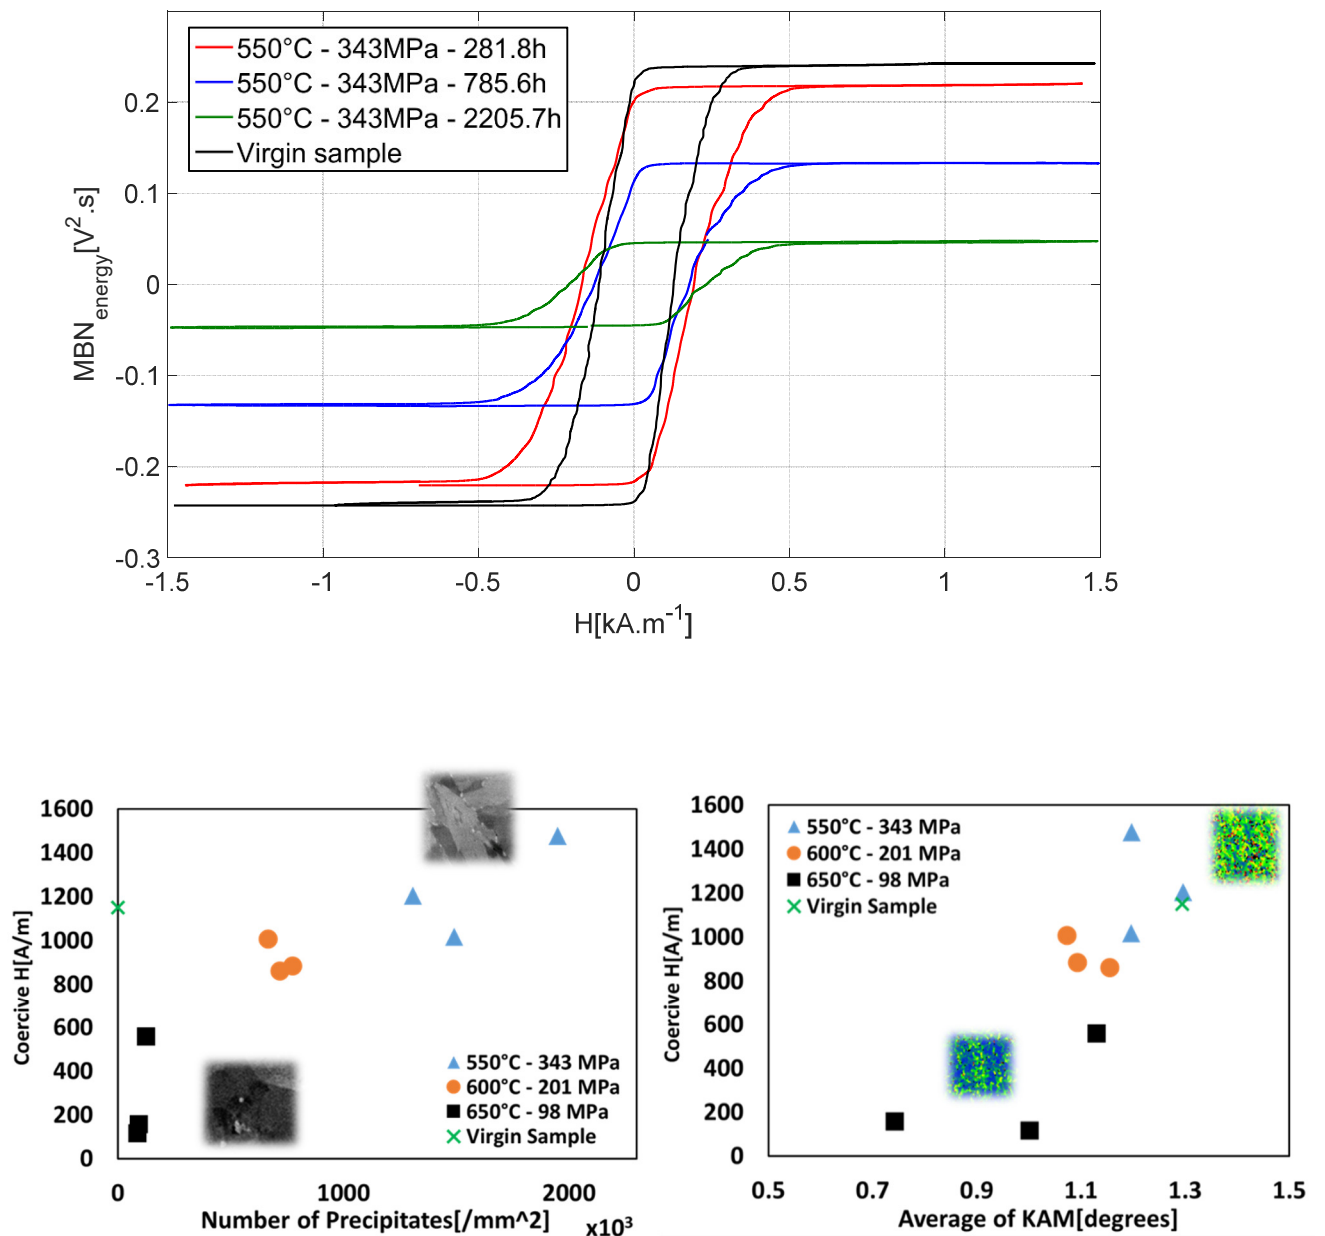 550°C - 343MPa - 281.8h
550°C - 343MPa - 785.6h
550°C - 343MPa - 2205.7h
Virgin sample
0.2
0.1
0
-0.1
-0.2
-0.3
MBN_energy[V².s]
-1.5 -1 -0.5 0 0.5 1 1.5
H[kA.m⁻¹]
1600
1400
1200
1000
800
600
400
200
0
Coercive H[A/m]
550°C - 343 MPa
600°C - 201 MPa
650°C - 98 MPa
Virgin Sample
0 1000 2000
Number of Precipitates[/mm^2] x10³
1600
1400
1200
1000
800
600
400
200
0
Coercive H[A/m]
550°C - 343 MPa
600°C - 201 MPa
650°C - 98 MPa
Virgin Sample
0.5 0.7 0.9 1.1 1.3 1.5
Average of KAM[degrees]